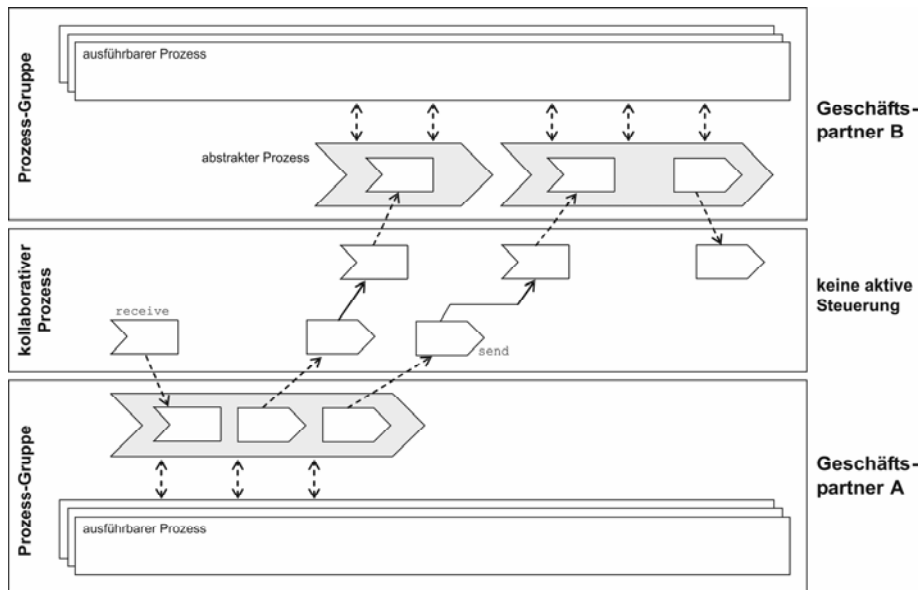 Prozess-Gruppe
ausführbarer Prozess
abstrakter Prozess
Geschäfts-
partner B
kollaborativer
Prozess
receive
send
keine aktive
Steuerung
Prozess-Gruppe
ausführbarer Prozess
Geschäfts-
partner A